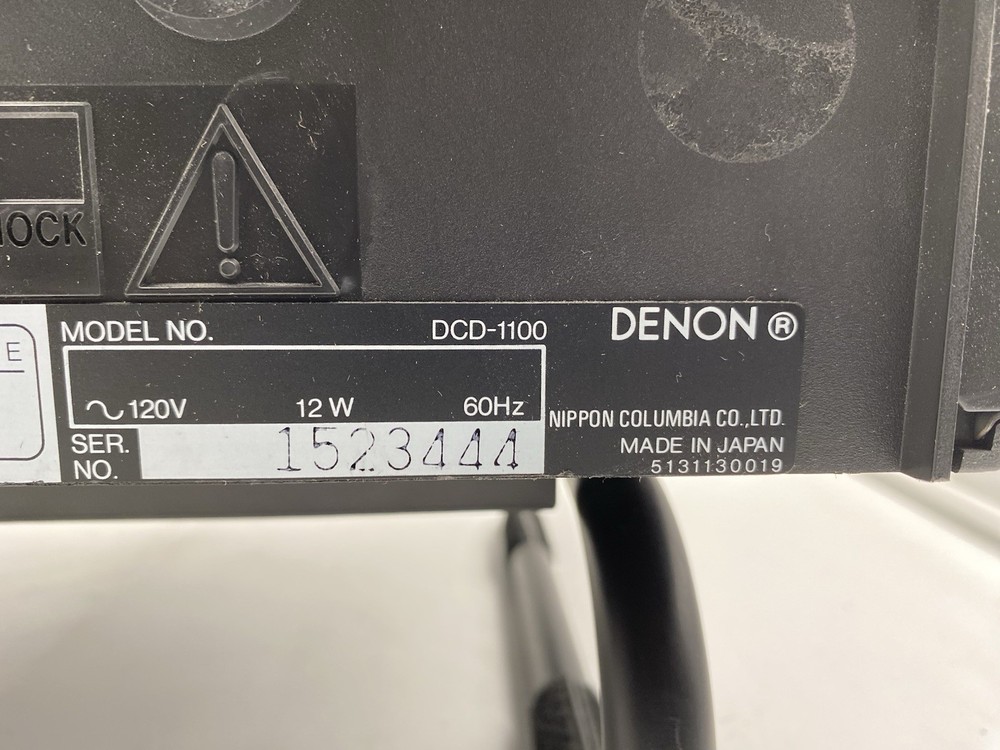 HOCK
E
MODEL NO. DCD-1100
DENON ®
~ 120V 12 W 60Hz
NIPPON COLUMBIA CO.,LTD.
SER. NO. 1523444
MADE IN JAPAN
5131130019